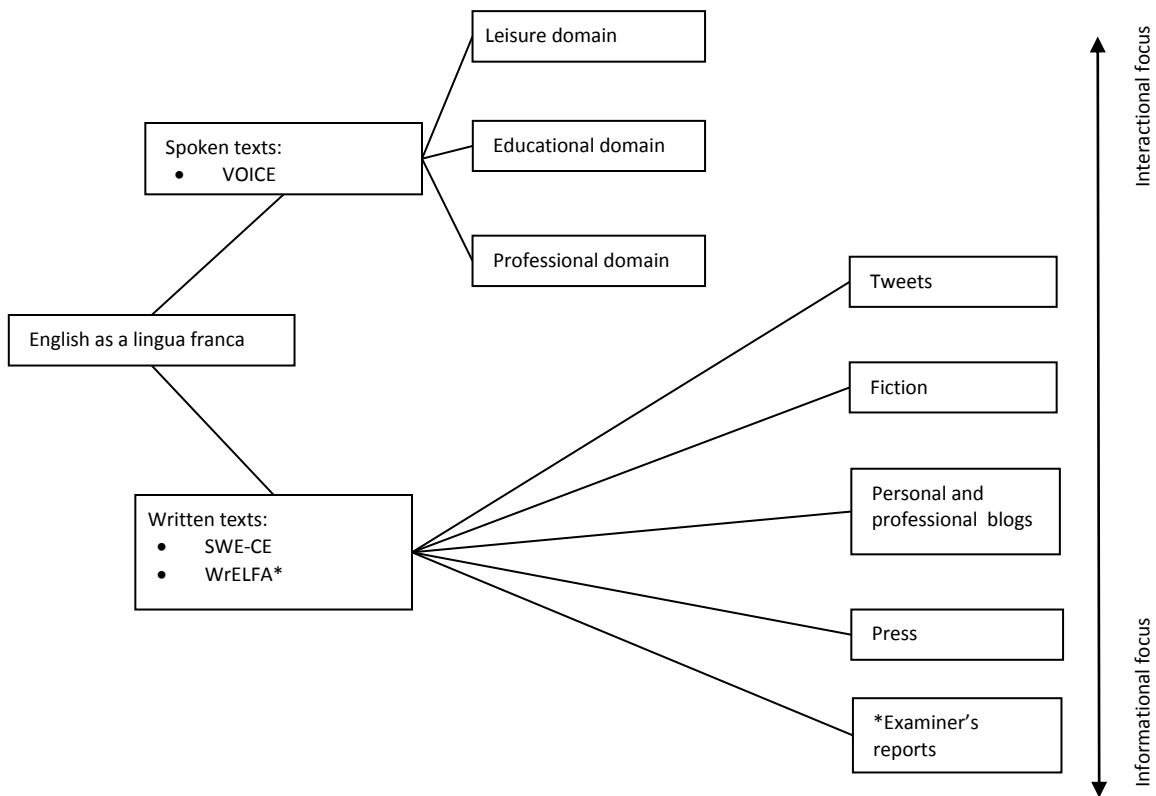 Leisure domain
Interactional focus
Spoken texts:
• VOICE
Educational domain
Professional domain
Tweets
English as a lingua franca
Fiction
Personal and
professional blogs
Written texts:
• SWE-CE
• WrELFA*
Press
Informational focus
*Examiner's
reports